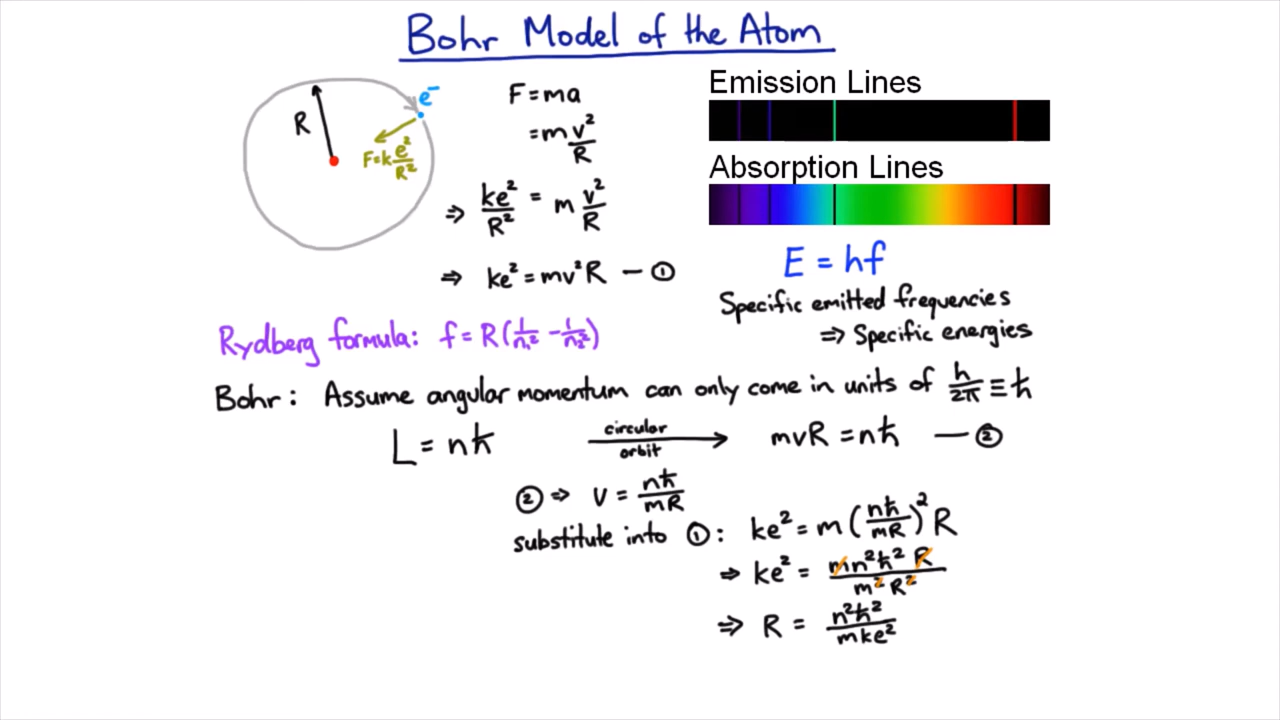 Bohr Model of the Atom
R
e⁻
F=k e²/R²
F=ma
=m v²/R
⇒ ke²/R² = m v²/R
⇒ ke² = mv²R — ①
Emission Lines
Absorption Lines
E = hf
Specific emitted frequencies
⇒ Specific energies
Rydberg formula: f = R(1/n₁² − 1/n₂²)
Bohr: Assume angular momentum can only come in units of h/2π ≡ ħ
L = nħ circular orbit → mvR = nħ — ②
② ⇒ v = nħ/mR
substitute into ①: ke² = m(nħ/mR)² R
⇒ ke² = mn²ħ²R/m²R²
⇒ R = n²ħ²/mke²